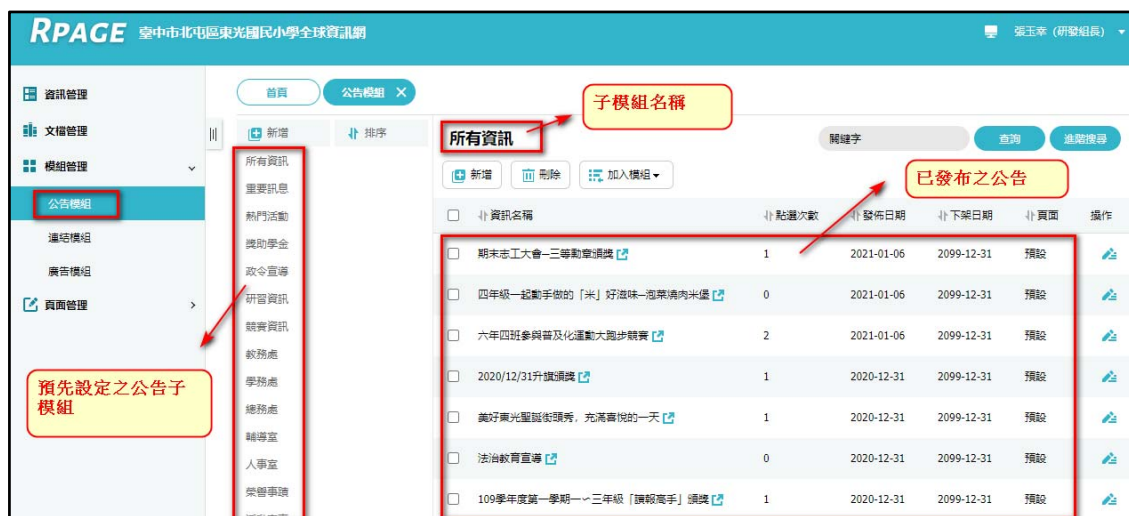 RPAGE 臺中市北屯區東光國民小學全球資訊網
張玉幸 (研發組長)
資訊管理
文檔管理
模組管理
公告模組
連結模組
廣告模組
頁面管理
預先設定之公告子
模組
首頁
公告模組
新增
排序
所有資訊
重要訊息
熱門活動
獎助學金
政令宣導
研習資訊
競賽資訊
教務處
學務處
總務處
輔導室
人事室
榮譽事蹟
子模組名稱
所有資訊
關鍵字
查詢
進階搜尋
新增
刪除
加入模組
已發布之公告
資訊名稱 點選次數 發佈日期 下架日期 頁面 操作
期末志工大會–三等勳章頒獎 1 2021-01-06 2099-12-31 預設
四年級一起動手做的「米」好滋味–泡菜燒肉米堡 0 2021-01-06 2099-12-31 預設
六年四班參與普及化運動大跑步競賽 2 2021-01-06 2099-12-31 預設
2020/12/31升旗頒獎 1 2020-12-31 2099-12-31 預設
美好東光聖誕街頭秀，充滿喜悅的一天 1 2020-12-31 2099-12-31 預設
法治教育宣導 0 2020-12-31 2099-12-31 預設
109學年度第一學期一～三年級「讀報高手」頒獎 1 2020-12-31 2099-12-31 預設